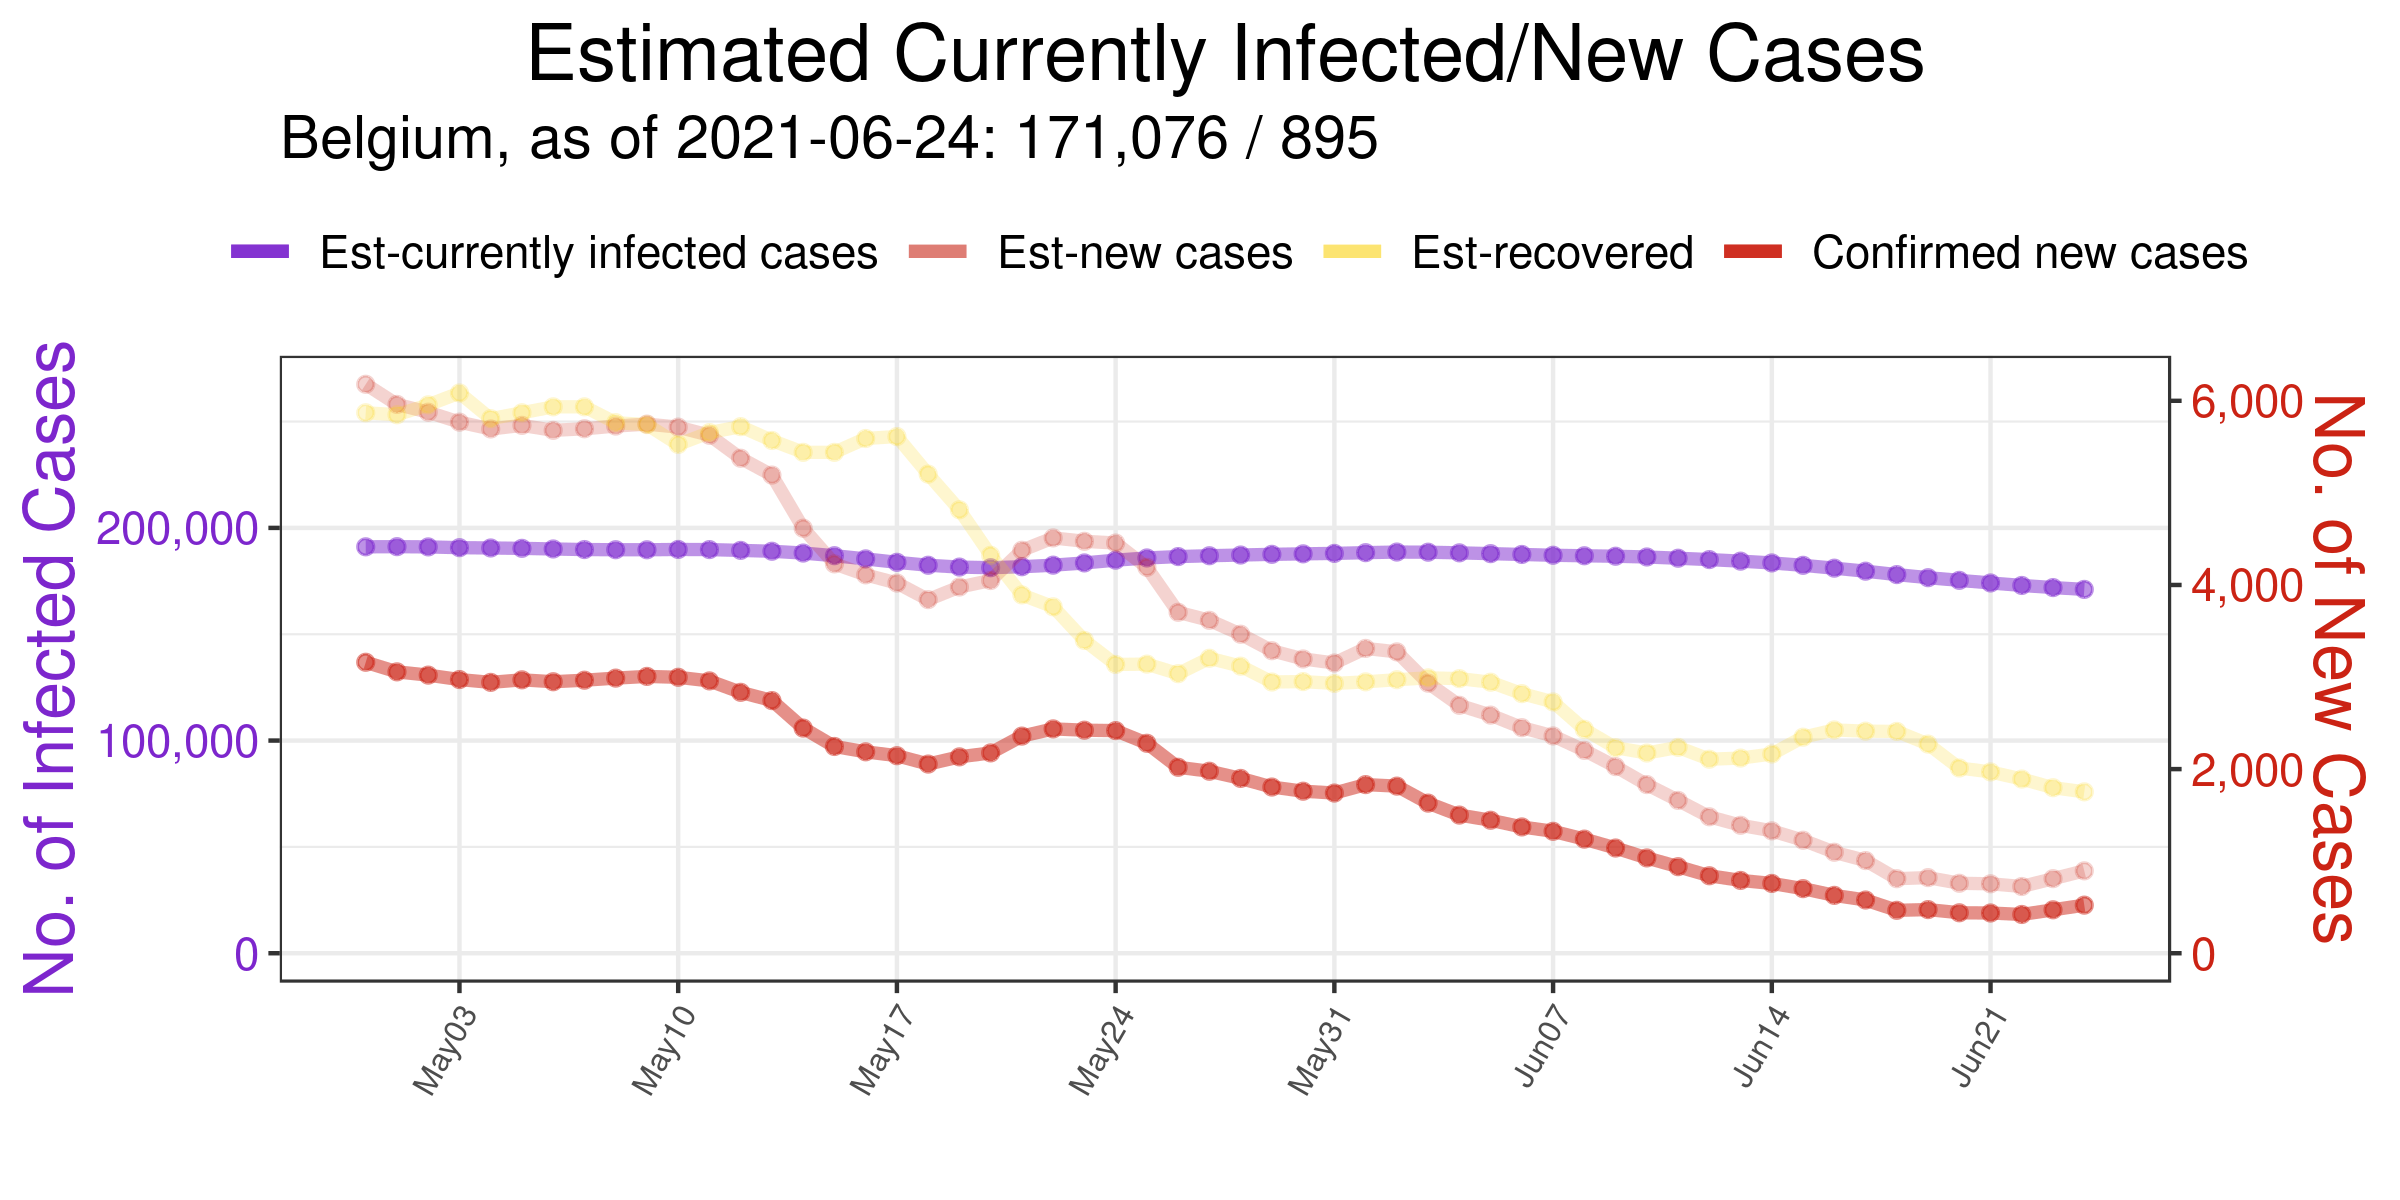 Estimated Currently Infected/New Cases
Belgium, as of 2021-06-24: 171,076 / 895
Est-currently infected cases Est-new cases Est-recovered Confirmed new cases
No. of Infected Cases
200,000
100,000
0
6,000
4,000
2,000
0
No. of New Cases
May03 May10 May17 May24 May31 Jun07 Jun14 Jun21